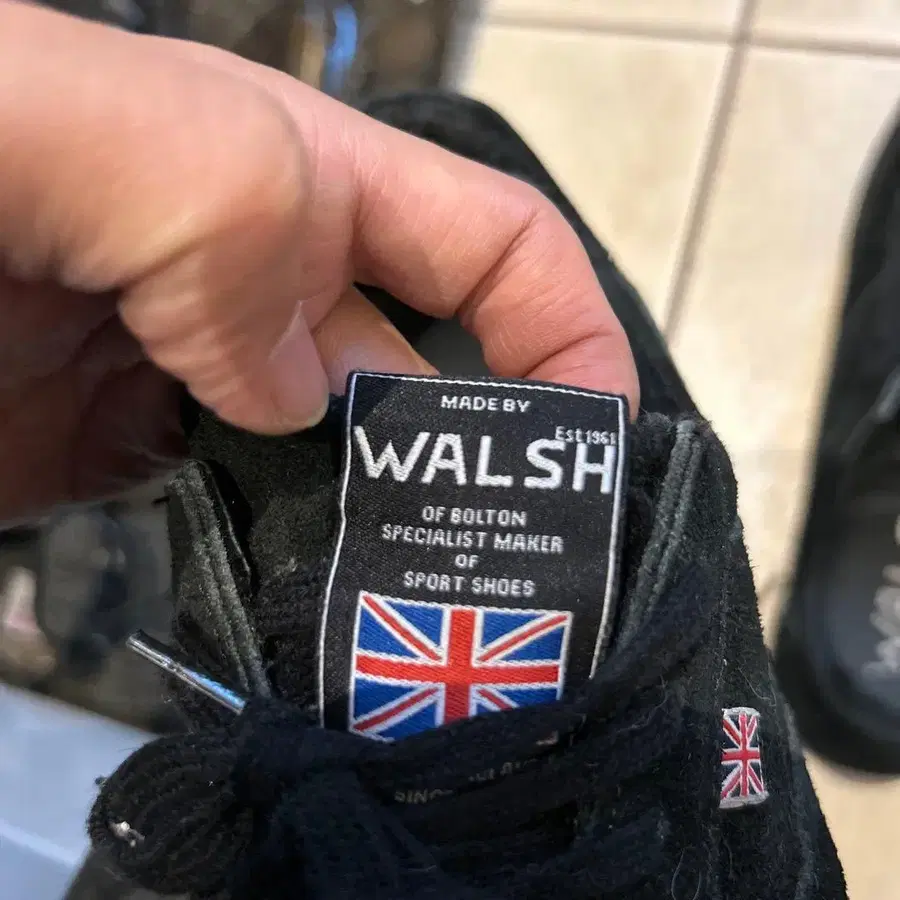 MADE BY
Est 1961
WALSH
OF BOLTON
SPECIALIST MAKER
OF
SPORT SHOES